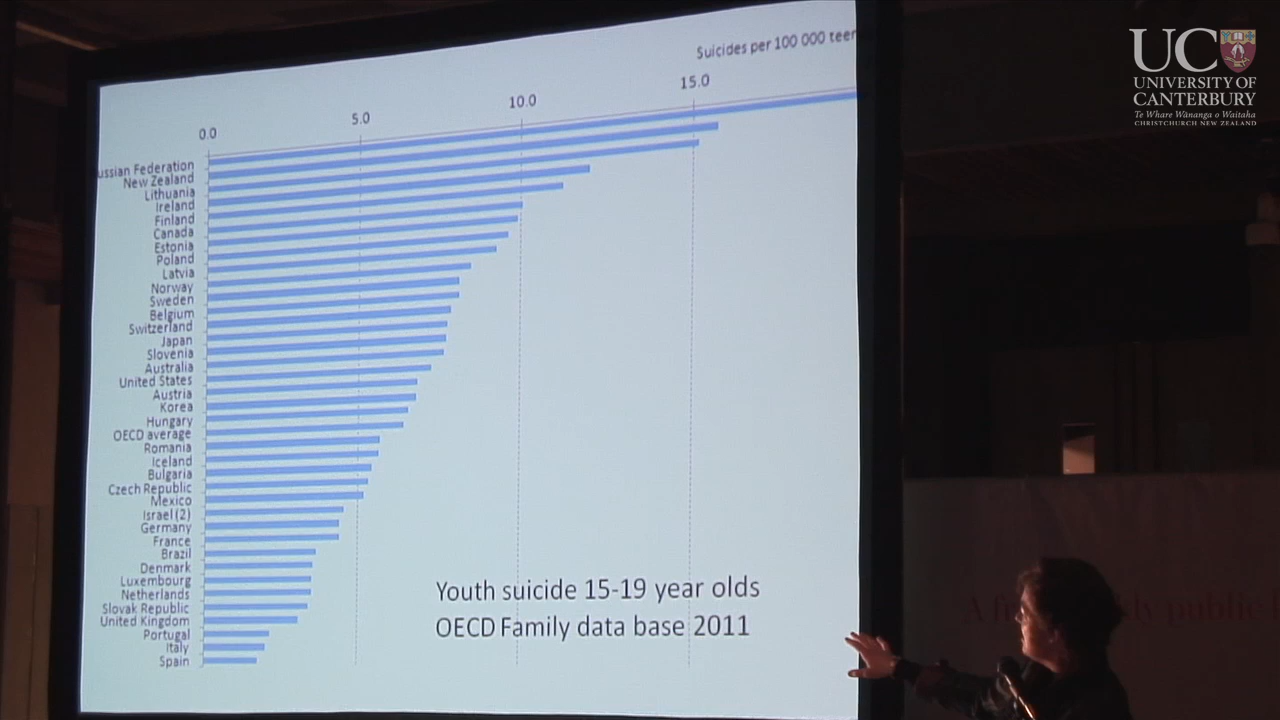 Suicides per 100 000 teen
0.0 5.0 10.0 15.0
ussian Federation
New Zealand
Lithuania
Ireland
Finland
Canada
Estonia
Poland
Latvia
Norway
Sweden
Belgium
Switzerland
Japan
Slovenia
Australia
United States
Austria
Korea
Hungary
OECD average
Romania
Iceland
Bulgaria
Czech Republic
Mexico
Israel (2)
Germany
France
Brazil
Denmark
Luxembourg
Netherlands
Slovak Republic
United Kingdom
Portugal
Italy
Spain
Youth suicide 15-19 year olds
OECD Family data base 2011
UC
UNIVERSITY OF
CANTERBURY
Te Whare Wānanga o Waitaha
CHRISTCHURCH NEW ZEALAND